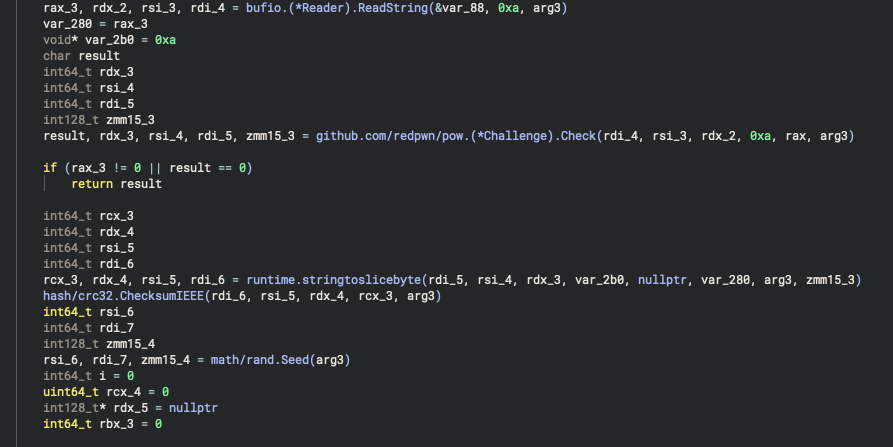 rax_3, rdx_2, rsi_3, rdi_4 = bufio.(*Reader).ReadString(&var_88, 0xa, arg3)
var_280 = rax_3
void* var_2b0 = 0xa
char result
int64_t rdx_3
int64_t rsi_4
int64_t rdi_5
int128_t zmm15_3
result, rdx_3, rsi_4, rdi_5, zmm15_3 = github.com/redpwn/pow.(*Challenge).Check(rdi_4, rsi_3, rdx_2, 0xa, rax, arg3)
if (rax_3 != 0 || result == 0)
return result
int64_t rcx_3
int64_t rdx_4
int64_t rsi_5
int64_t rdi_6
rcx_3, rdx_4, rsi_5, rdi_6 = runtime.stringtoslicebyte(rdi_5, rsi_4, rdx_3, var_2b0, nullptr, var_280, arg3, zmm15_3)
hash/crc32.ChecksumIEEE(rdi_6, rsi_5, rdx_4, rcx_3, arg3)
int64_t rsi_6
int64_t rdi_7
int128_t zmm15_4
rsi_6, rdi_7, zmm15_4 = math/rand.Seed(arg3)
int64_t i = 0
uint64_t rcx_4 = 0
int128_t* rdx_5 = nullptr
int64_t rbx_3 = 0